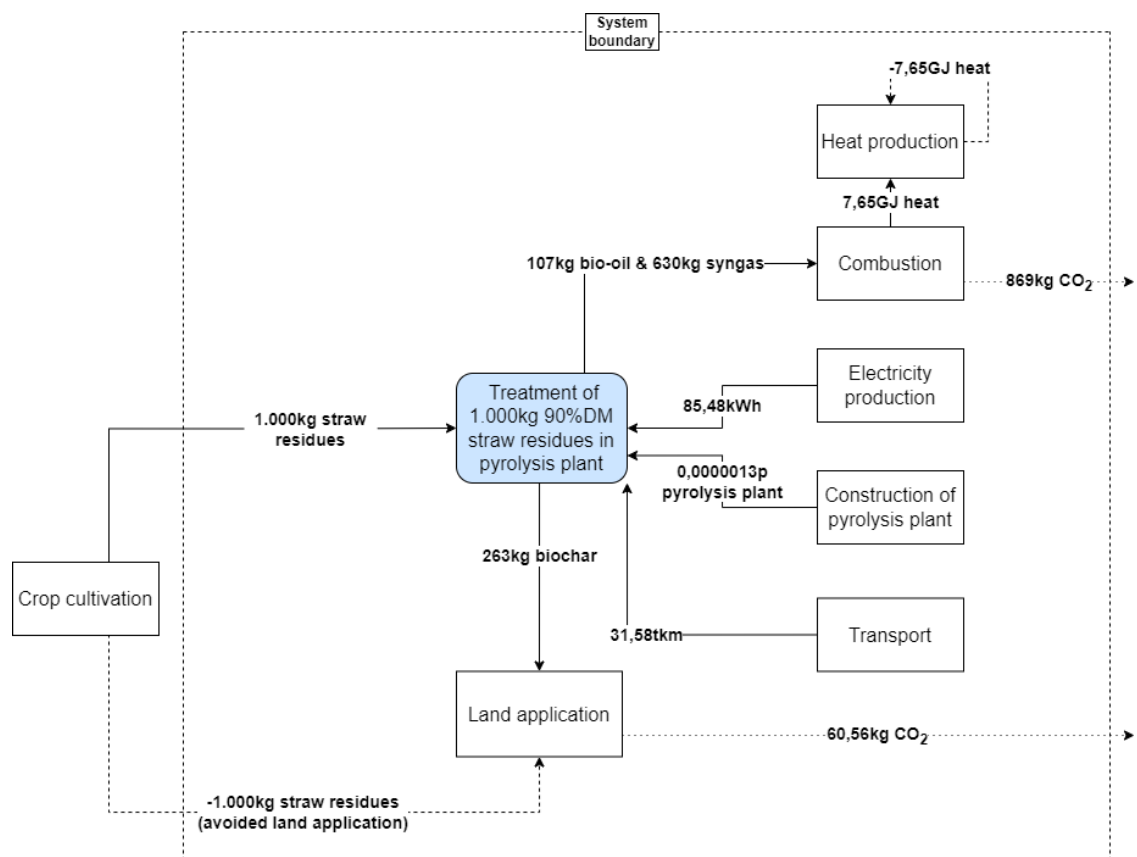 System
boundary
-7,65GJ heat
Heat production
7,65GJ heat
107kg bio-oil & 630kg syngas
Combustion
869kg CO2
Treatment of
1.000kg 90%DM
straw residues in
pyrolysis plant
Electricity
production
85,48kWh
1.000kg straw
residues
0,0000013p
pyrolysis plant
Construction of
pyrolysis plant
263kg biochar
Crop cultivation
31,58tkm
Transport
Land application
60,56kg CO2
-1.000kg straw residues
(avoided land application)